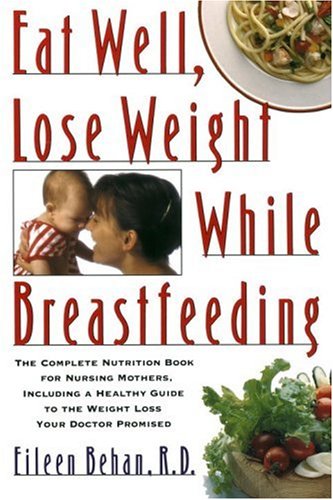 Eat Well,
Lose Weight
While
Breastfeeding
The Complete Nutrition Book
for Nursing Mothers,
Including a Healthy Guide
to the Weight Loss
Your Doctor Promised
Eileen Behan, R.D.